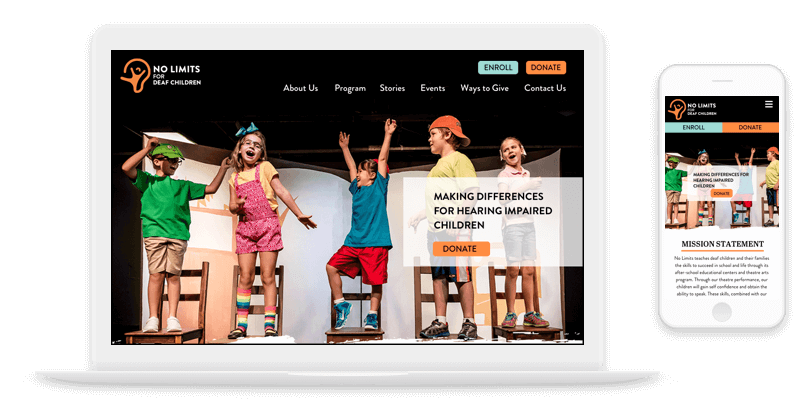 NO LIMITS
FOR
DEAF CHILDREN
ENROLL DONATE
About Us Program Stories Events Ways to Give Contact Us
MAKING DIFFERENCES
FOR HEARING IMPAIRED
CHILDREN
DONATE
NO LIMITS
FOR
DEAF CHILDREN
ENROLL DONATE
MAKING DIFFERENCES FOR
HEARING IMPAIRED
CHILDREN
DONATE
MISSION STATEMENT
No Limits teaches deaf children and their families
the skills to succeed in school and life through its
after-school educational centers and theatre arts
program. Through our theatre performance, our
children will gain self confidence and obtain the
ability to speak. These skills, combined with our